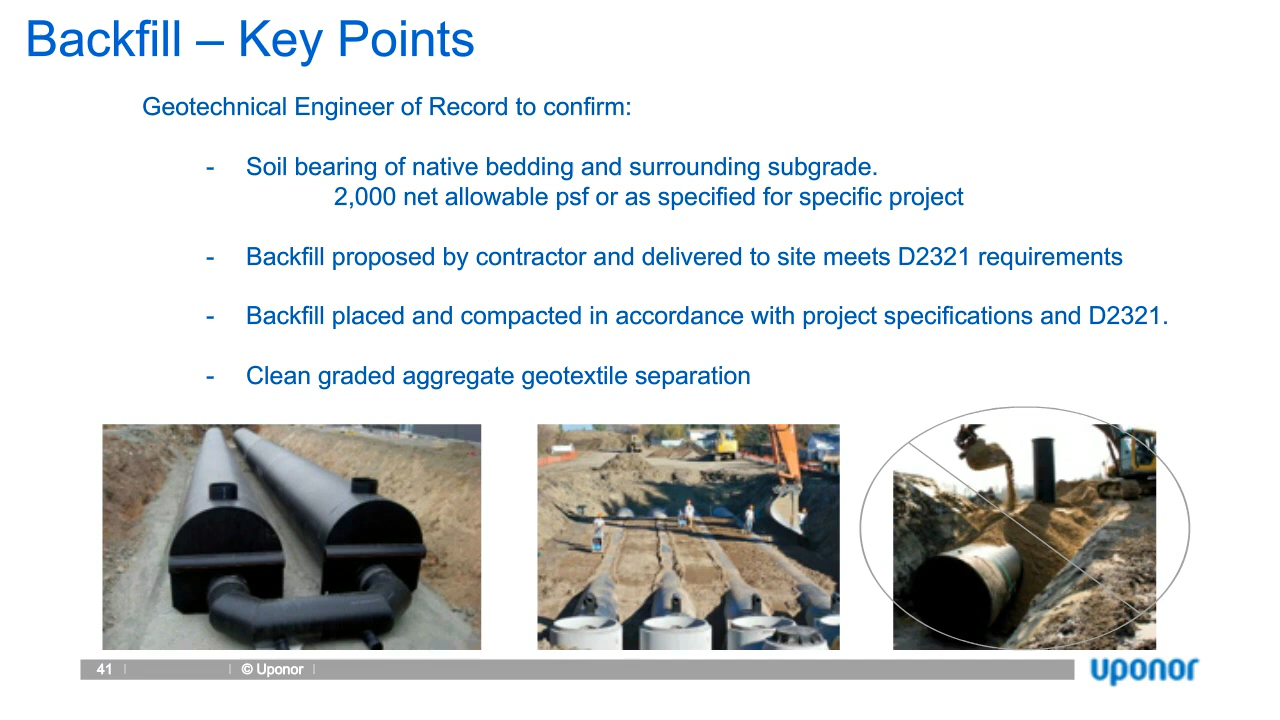 Backfill – Key Points
Geotechnical Engineer of Record to confirm:
- Soil bearing of native bedding and surrounding subgrade.
2,000 net allowable psf or as specified for specific project
- Backfill proposed by contractor and delivered to site meets D2321 requirements
- Backfill placed and compacted in accordance with project specifications and D2321.
- Clean graded aggregate geotextile separation
41 | | © Uponor |
uponor